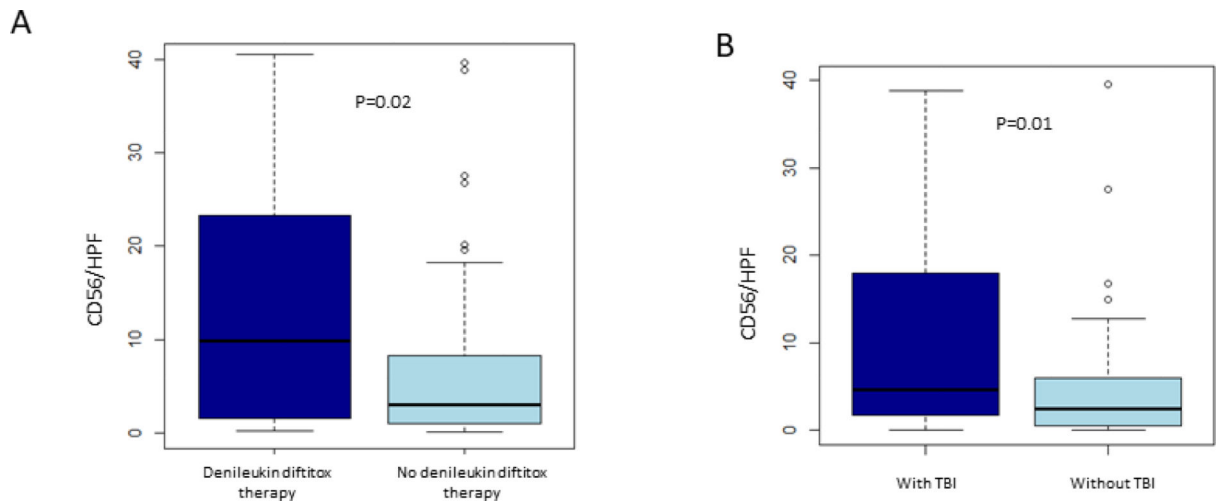 A
CD56/HPF
40
30
20
10
0
P=0.02
Denileukin diftitox
therapy
No denileukin diftitox
therapy
B
CD56/HPF
40
30
20
10
0
P=0.01
With TBI
Without TBI